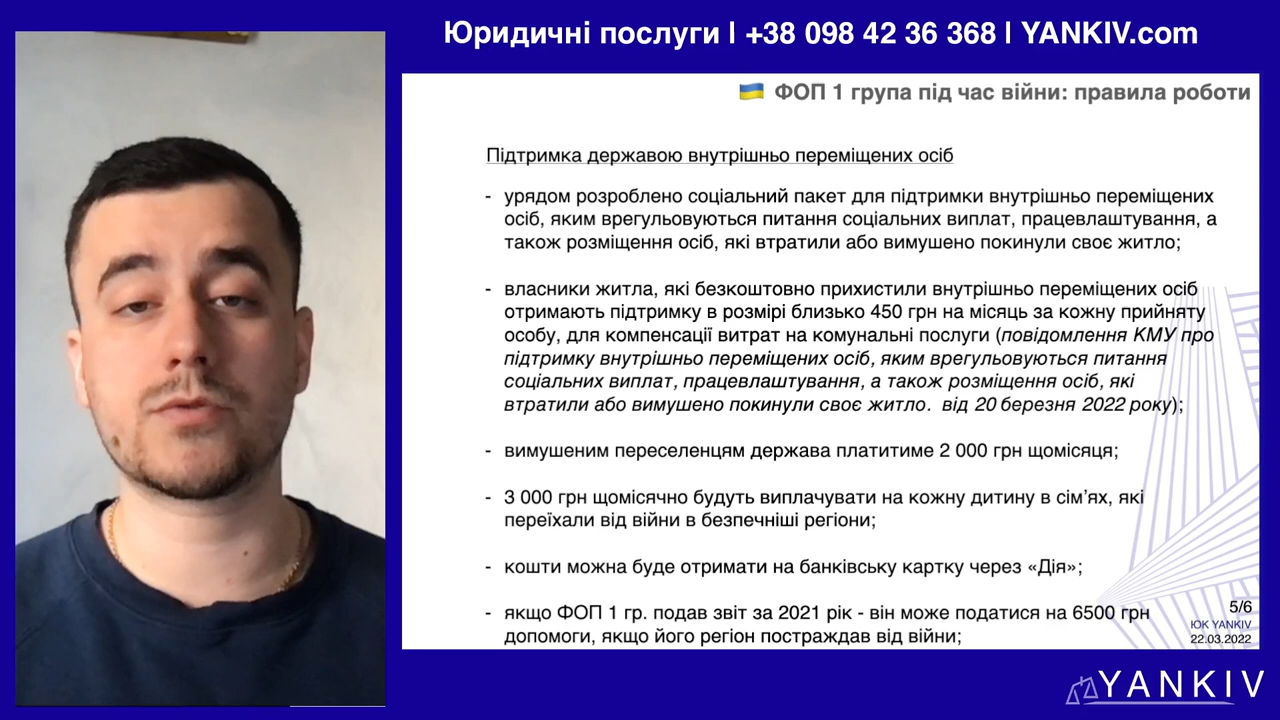 Юридичні послуги | +38 098 42 36 368 | YANKIV.com
🇺🇦 ФОП 1 група під час війни: правила роботи
Підтримка державою внутрішньо переміщених осіб
- урядом розроблено соціальний пакет для підтримки внутрішньо переміщених
осіб, яким врегульовуються питання соціальних виплат, працевлаштування, а
також розміщення осіб, які втратили або вимушено покинули своє житло;
- власники житла, які безкоштовно прихистили внутрішньо переміщених осіб
отримають підтримку в розмірі близько 450 грн на місяць за кожну прийняту
особу, для компенсації витрат на комунальні послуги (повідомлення КМУ про
підтримку внутрішньо переміщених осіб, яким врегульовуються питання
соціальних виплат, працевлаштування, а також розміщення осіб, які
втратили або вимушено покинули своє житло. від 20 березня 2022 року);
- вимушеним переселенцям держава платитиме 2 000 грн щомісяця;
- 3 000 грн щомісячно будуть виплачувати на кожну дитину в сім’ях, які
переїхали від війни в безпечніші регіони;
- кошти можна буде отримати на банківську картку через «Дія»;
- якщо ФОП 1 гр. подав звіт за 2021 рік - він може податися на 6500 грн
допомоги, якщо його регіон постраждав від війни;
5/6
ЮК YANKIV
22.03.2022
YANKIV